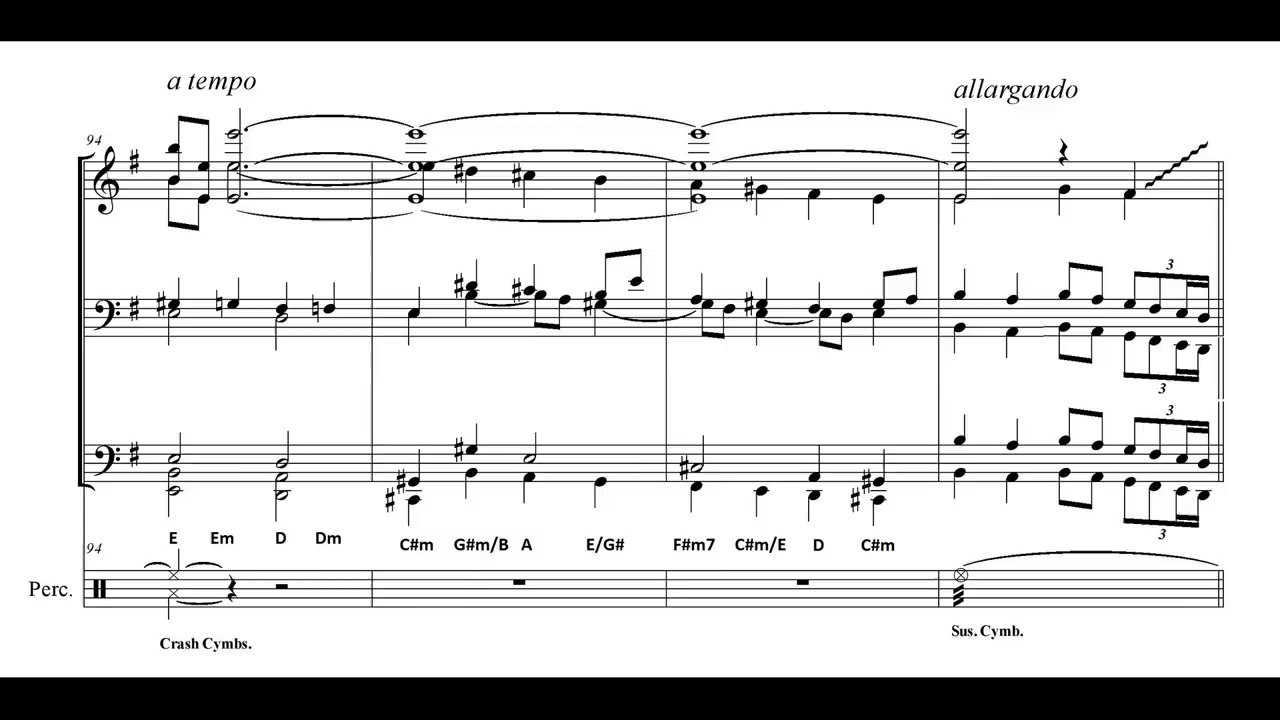 a tempo
allargando
94
3
3
3
3
E Em D Dm C#m G#m/B A E/G# F#m7 C#m/E D C#m
94
Perc.
Crash Cymbs.
Sus. Cymb.